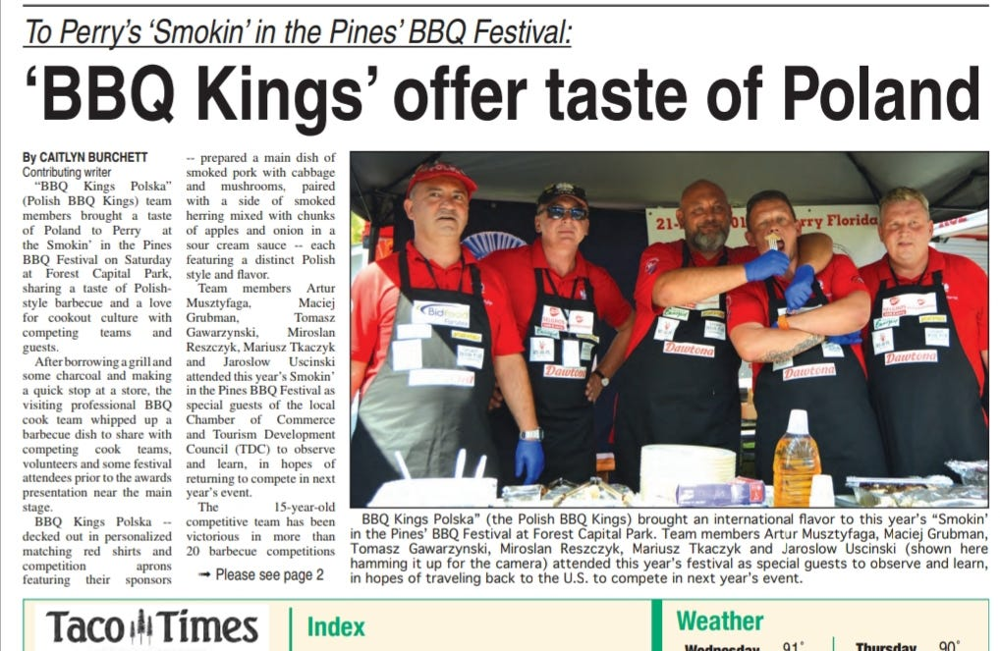 To Perry's 'Smokin' in the Pines' BBQ Festival:
'BBQ Kings' offer taste of Poland
By CAITLYN BURCHETT
Contributing writer
"BBQ Kings Polska"
(Polish BBQ Kings) team
members brought a taste
of Poland to Perry at
the Smokin' in the Pines
BBQ Festival on Saturday
at Forest Capital Park,
sharing a taste of Polish-
style barbecue and a love
for cookout culture with
competing teams and
guests.
After borrowing a grill and
some charcoal and making
a quick stop at a store, the
visiting professional BBQ
cook team whipped up a
barbecue dish to share with
competing cook teams,
volunteers and some festival
attendees prior to the awards
presentation near the main
stage.
BBQ Kings Polska --
decked out in personalized
matching red shirts and
competition aprons
featuring their sponsors
-- prepared a main dish of
smoked pork with cabbage
and mushrooms, paired
with a side of smoked
herring mixed with chunks
of apples and onion in a
sour cream sauce -- each
featuring a distinct Polish
style and flavor.
Team members Artur
Musztyfaga, Maciej
Grubman, Tomasz
Gawarzynski, Miroslan
Reszczyk, Mariusz Tkaczyk
and Jaroslow Uscinski
attended this year's Smokin'
in the Pines BBQ Festival as
special guests of the local
Chamber of Commerce
and Tourism Development
Council (TDC) to observe
and learn, in hopes of
returning to compete in next
year's event.
The 15-year-old
competitive team has been
victorious in more than
20 barbecue competitions
➞ Please see page 2
21-
rry Florida
Bidfood
Dawtona
Dawtona
Dawtona
Dawtona
BBQ Kings Polska" (the Polish BBQ Kings) brought an international flavor to this year's "Smokin'
in the Pines' BBQ Festival at Forest Capital Park. Team members Artur Musztyfaga, Maciej Grubman,
Tomasz Gawarzynski, Miroslan Reszczyk, Mariusz Tkaczyk and Jaroslow Uscinski (shown here
hamming it up for the camera) attended this year's festival as special guests to observe and learn,
in hopes of traveling back to the U.S. to compete in next year's event.
Taco Times
Index
Weather
Wednesday 91° Thursday 90°